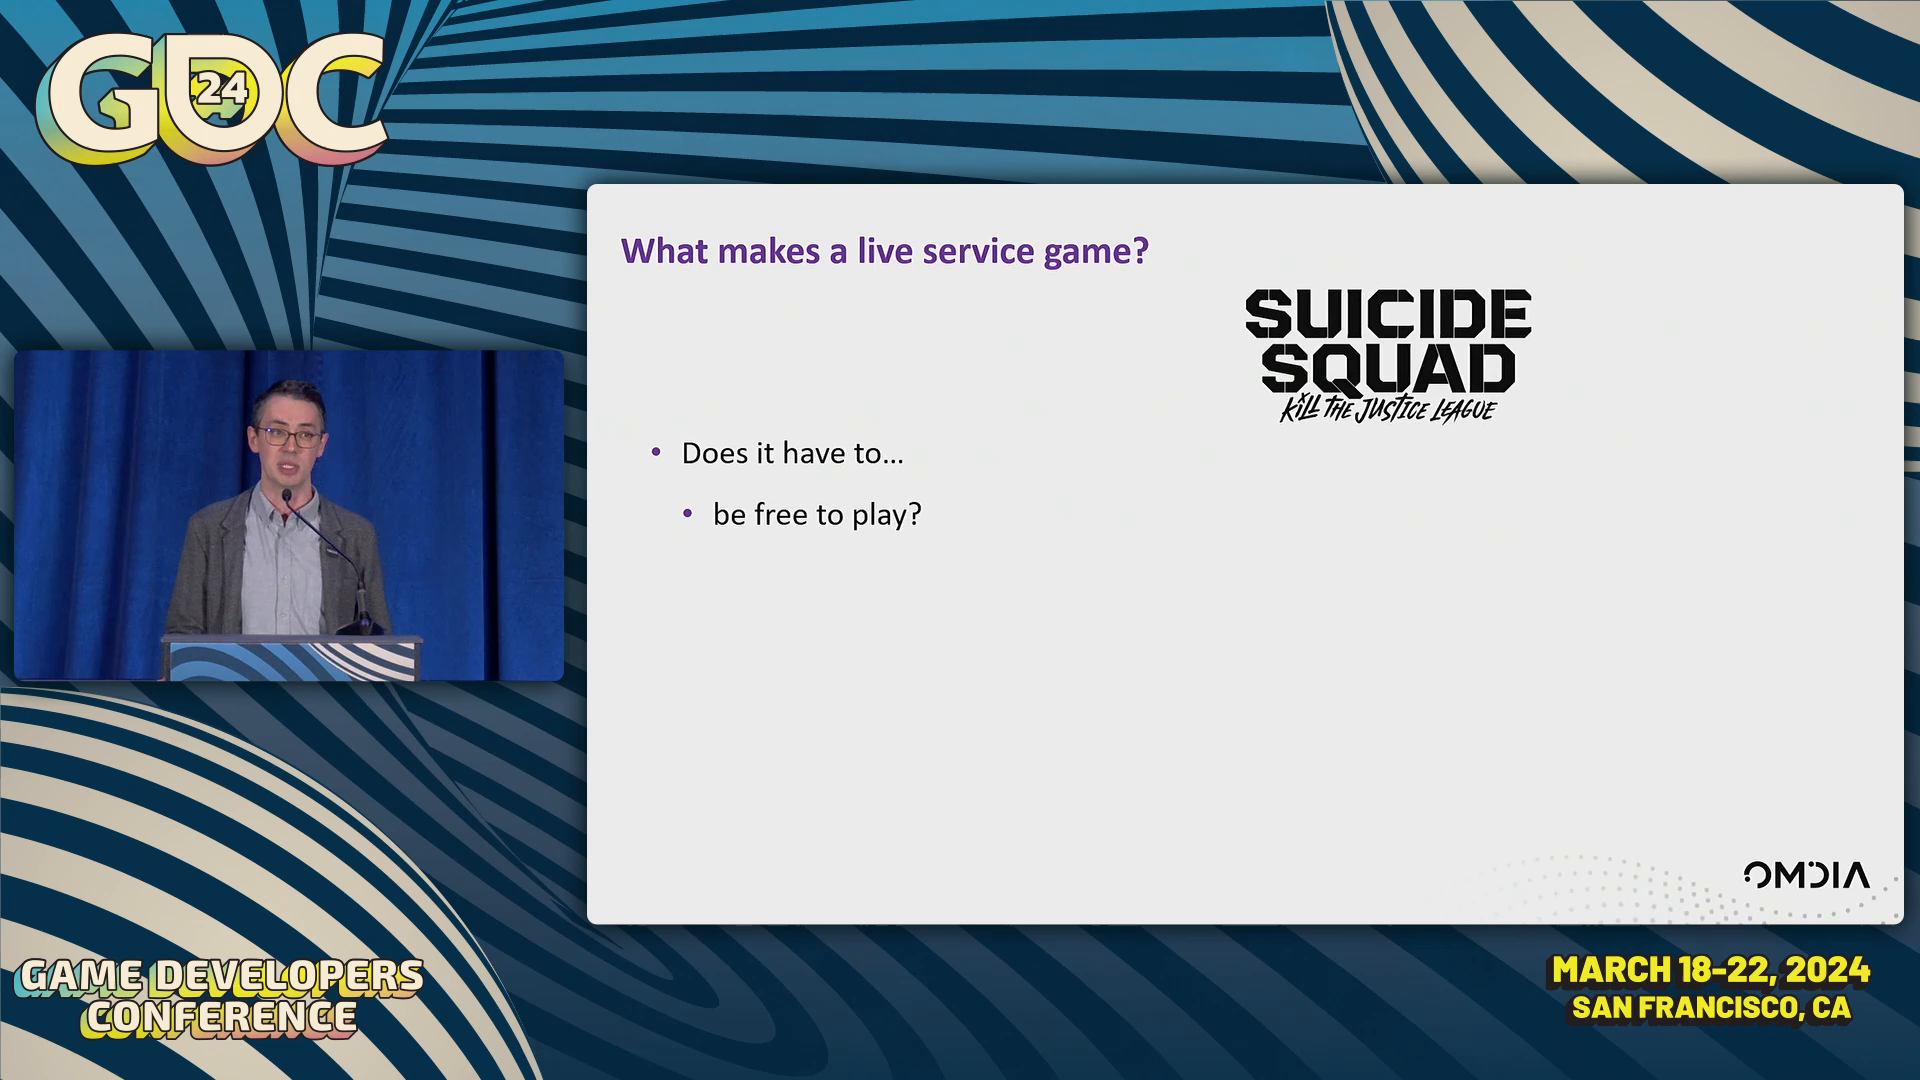 GDC
24
What makes a live service game?
SUICIDE
SQUAD
KILL THE JUSTICE LEAGUE
• Does it have to...
• be free to play?
OMDIA
GAME DEVELOPERS
CONFERENCE
MARCH 18-22, 2024
SAN FRANCISCO, CA